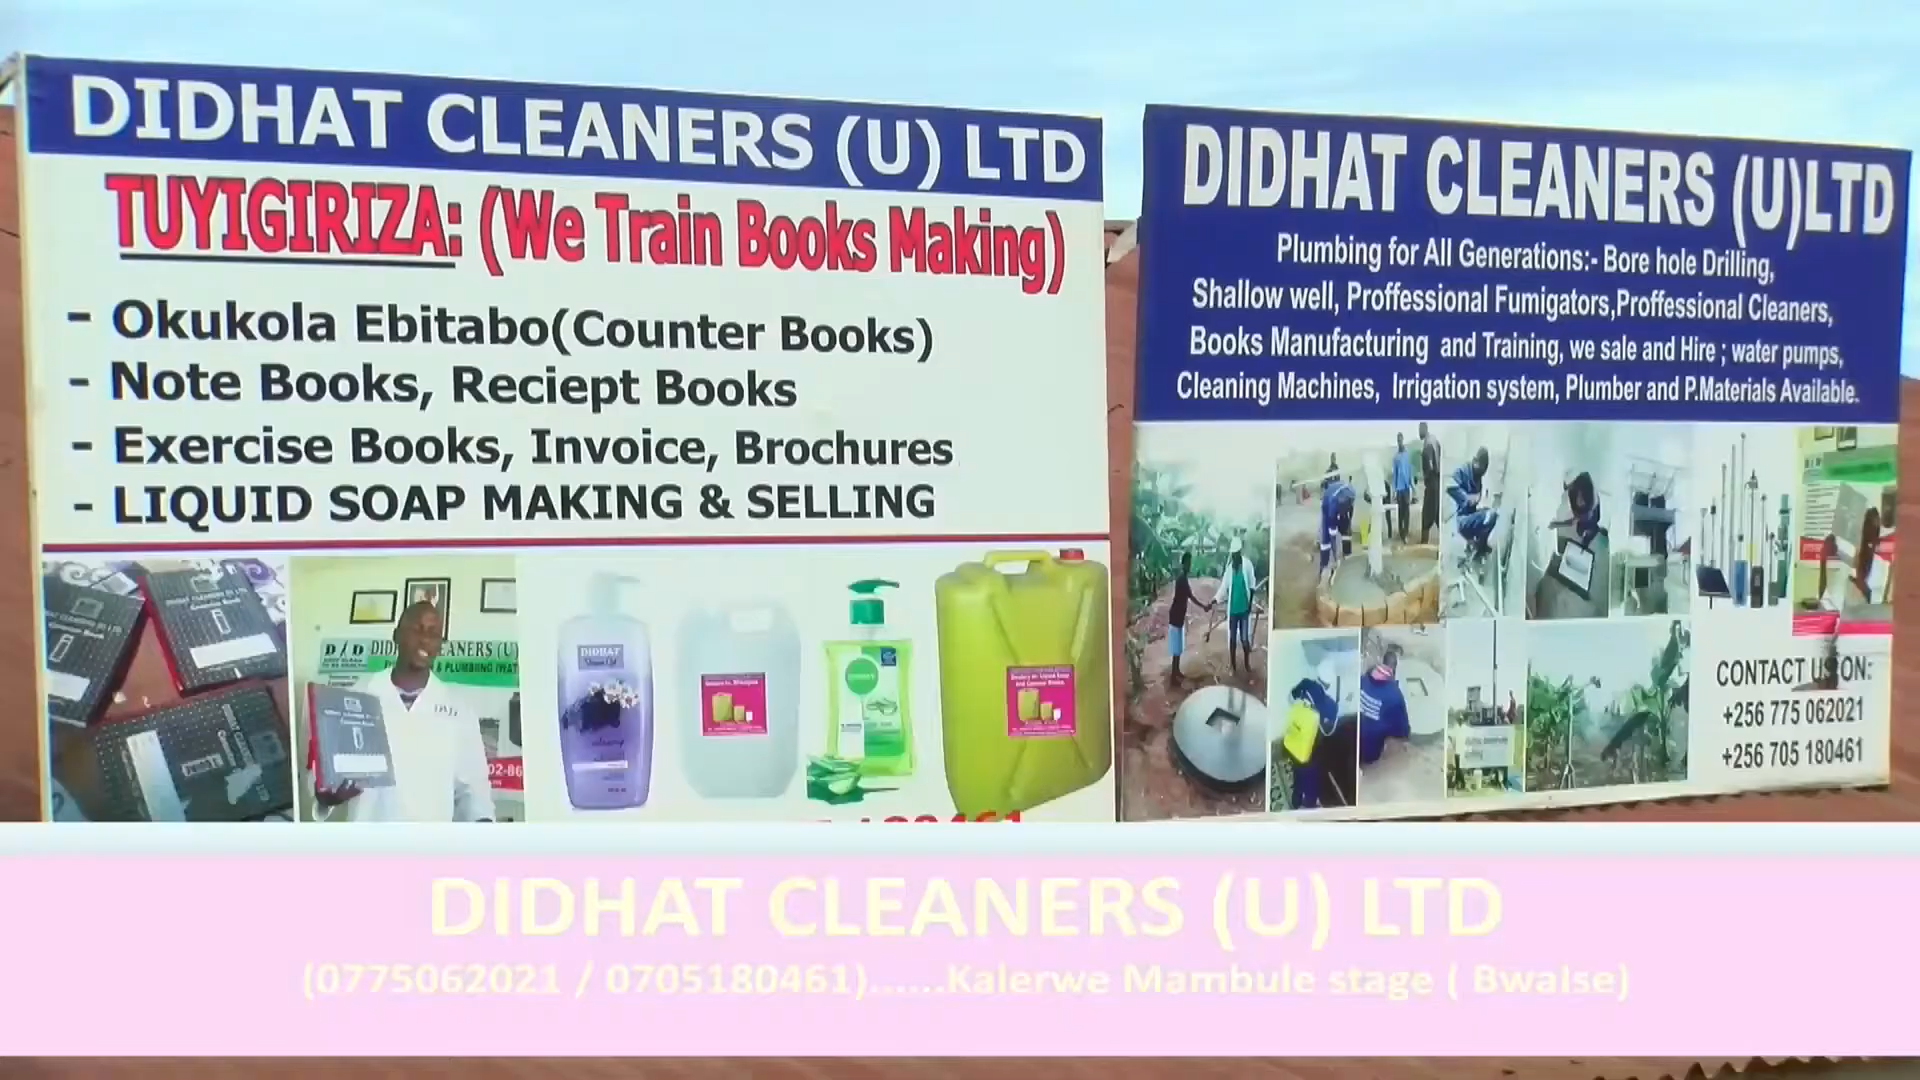 DIDHAT CLEANERS (U) LTD
TUYIGIRIZA: (We Train Books Making)
- Okukola Ebitabo(Counter Books)
- Note Books, Reciept Books
- Exercise Books, Invoice, Brochures
- LIQUID SOAP MAKING & SELLING
DIDHAT
DIDHAT CLEANERS (U)LTD
Plumbing for All Generations:- Bore hole Drilling,
Shallow well, Proffessional Fumigators,Proffessional Cleaners,
Books Manufacturing and Training, we sale and Hire ; water pumps,
Cleaning Machines, Irrigation system, Plumber and P.Materials Available.
CONTACT US ON:
+256 775 062021
+256 705 180461
DIDHAT CLEANERS (U) LTD
(0775062021 / 0705180461)......Kalerwe Mambule stage ( Bwaise)